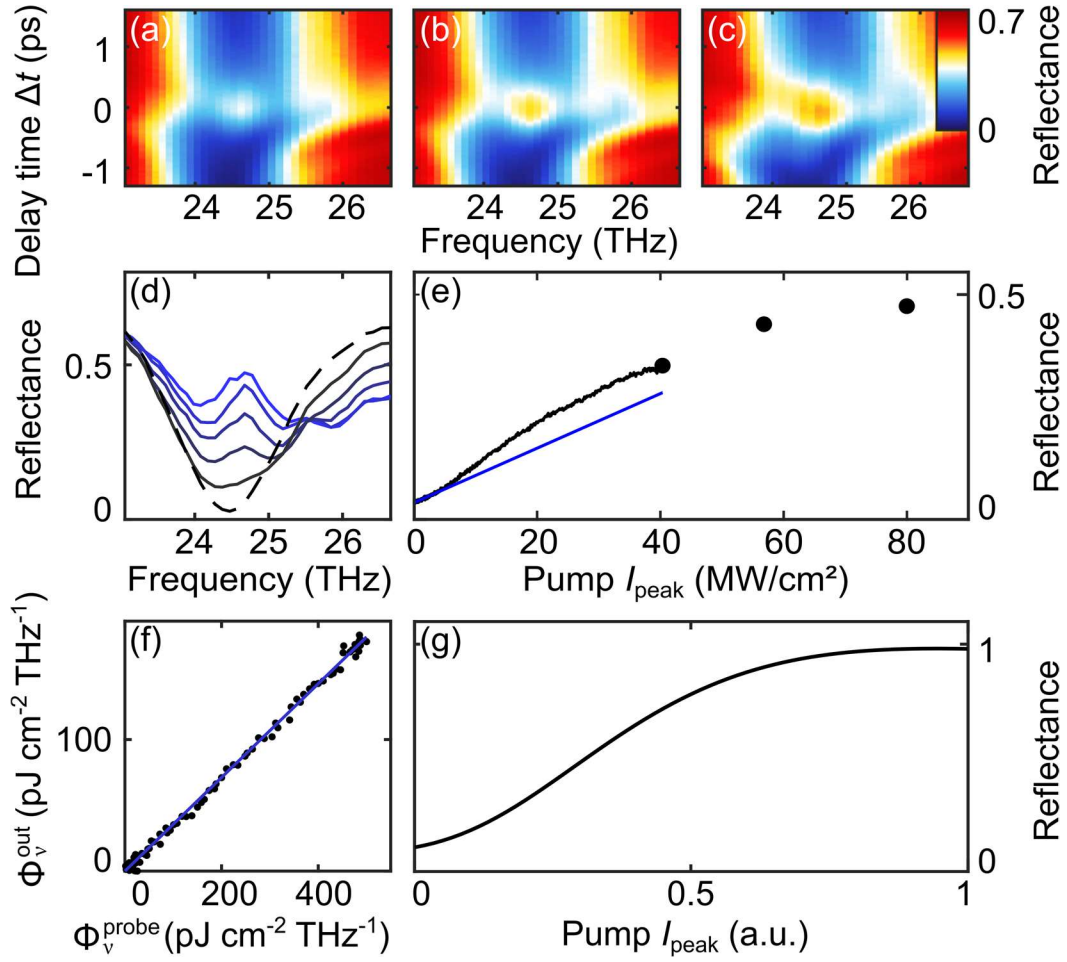 (a)
(b)
(c)
0.7
0
Reflectance
Delay time Δt (ps)
1
0
-1
24 25 26
24 25 26
24 25 26
Frequency (THz)
(d)
Reflectance
0.5
0
24 25 26
Frequency (THz)
(e)
0.5
0
Reflectance
0 20 40 60 80
Pump I_peak (MW/cm²)
(f)
Φ_ν^out (pJ cm⁻² THz⁻¹)
100
0
0 200 400
Φ_ν^probe (pJ cm⁻² THz⁻¹)
(g)
1
0
Reflectance
0 0.5 1
Pump I_peak (a.u.)